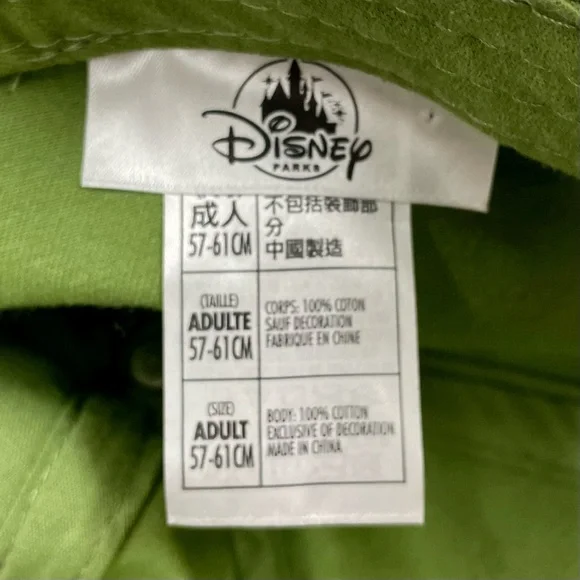 Disney
PARKS
成人
57-61CM
不包括裝飾部
分
中國製造
(TAILLE)
ADULTE
57-61CM
CORPS: 100% COTON
SAUF DECORATION
FABRIQUE EN CHINE
(SIZE)
ADULT
57-61CM
BODY: 100% COTTON
EXCLUSIVE OF DECORATION
MADE IN CHINA